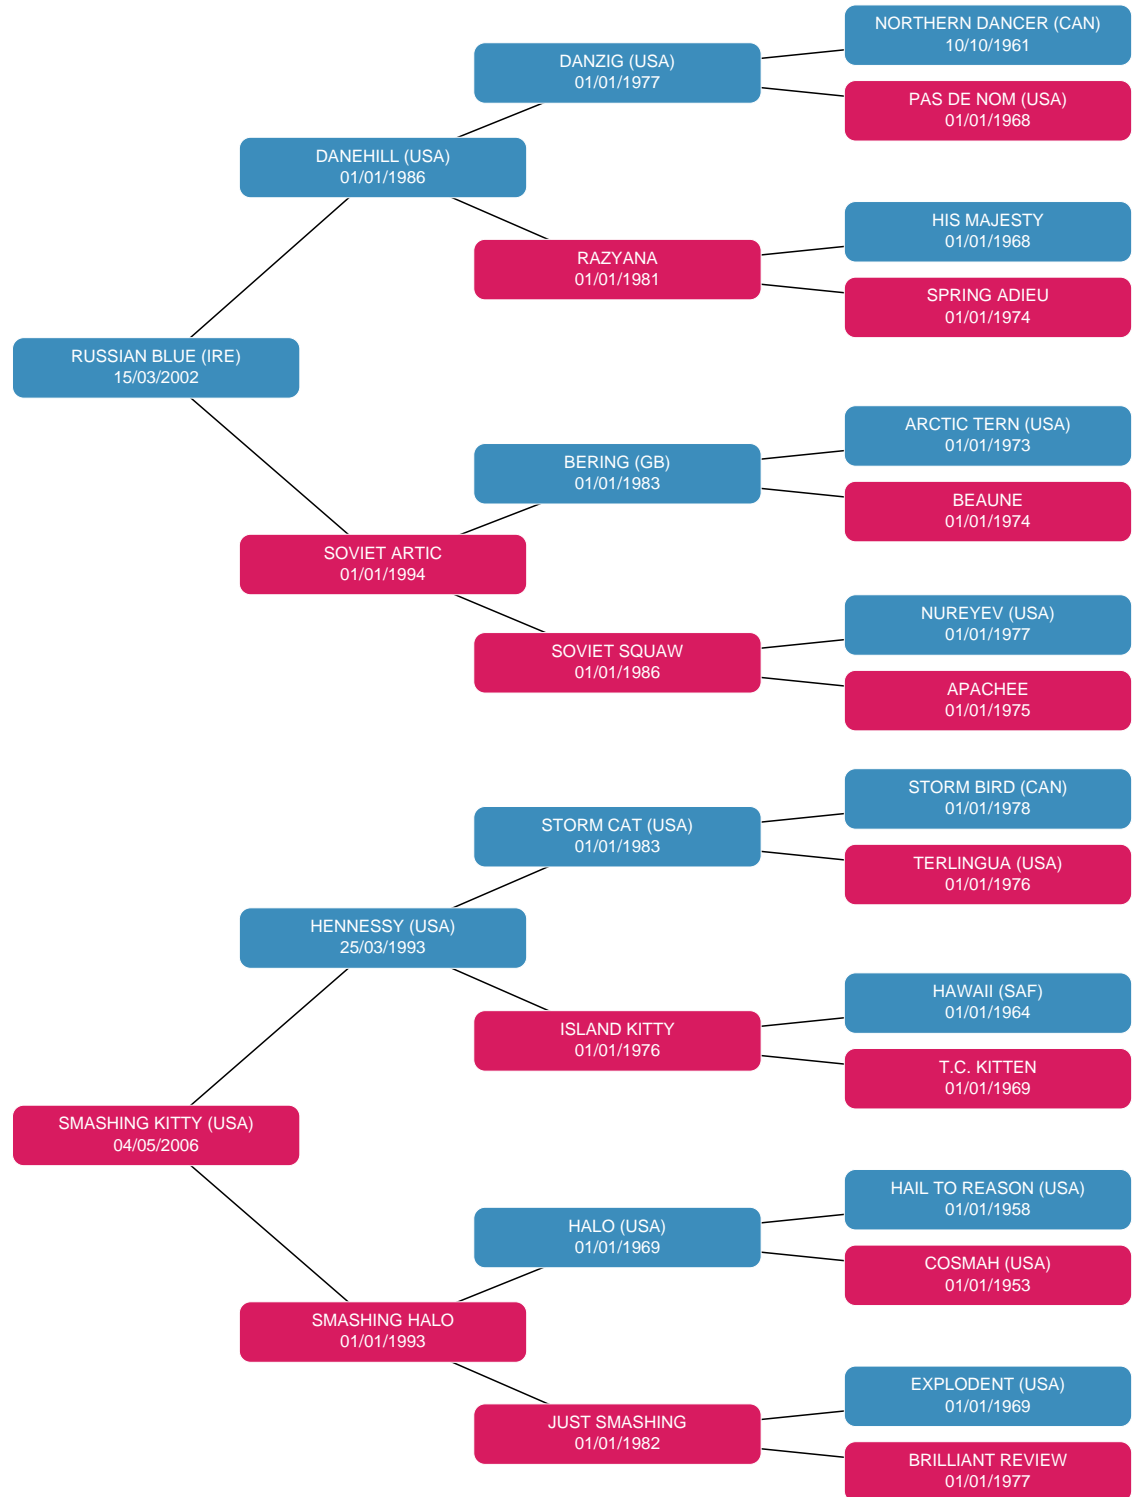 NORTHERN DANCER (CAN)
10/10/1961
DANZIG (USA)
01/01/1977
PAS DE NOM (USA)
01/01/1968
DANEHILL (USA)
01/01/1986
HIS MAJESTY
01/01/1968
RAZYANA
01/01/1981
SPRING ADIEU
01/01/1974
RUSSIAN BLUE (IRE)
15/03/2002
ARCTIC TERN (USA)
01/01/1973
BERING (GB)
01/01/1983
BEAUNE
01/01/1974
SOVIET ARTIC
01/01/1994
NUREYEV (USA)
01/01/1977
SOVIET SQUAW
01/01/1986
APACHEE
01/01/1975
STORM BIRD (CAN)
01/01/1978
STORM CAT (USA)
01/01/1983
TERLINGUA (USA)
01/01/1976
HENNESSY (USA)
25/03/1993
HAWAII (SAF)
01/01/1964
ISLAND KITTY
01/01/1976
T.C. KITTEN
01/01/1969
SMASHING KITTY (USA)
04/05/2006
HAIL TO REASON (USA)
01/01/1958
HALO (USA)
01/01/1969
COSMAH (USA)
01/01/1953
SMASHING HALO
01/01/1993
EXPLODENT (USA)
01/01/1969
JUST SMASHING
01/01/1982
BRILLIANT REVIEW
01/01/1977